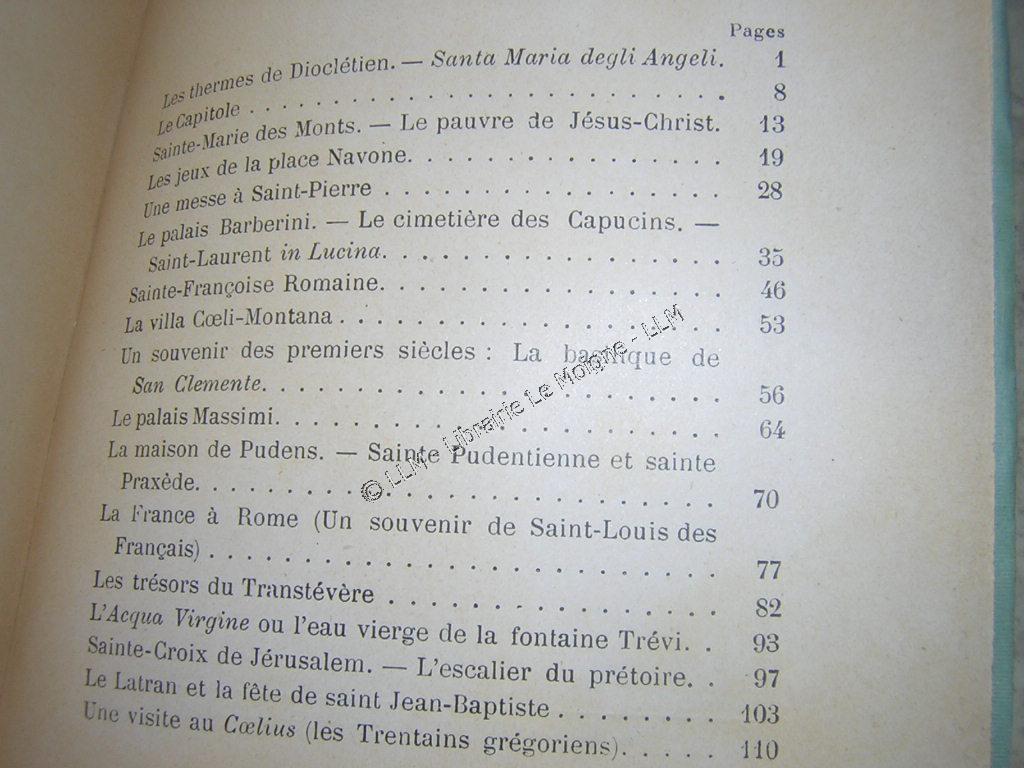 Pages
Les thermes de Dioclétien. — Santa Maria degli Angeli. 1
Le Capitole . . . . . . . . . . . . . . . . . . . . . . . . . . 8
Sainte-Marie des Monts. — Le pauvre de Jésus-Christ. 13
Les jeux de la place Navone. . . . . . . . . . . . . . . . 19
Une messe à Saint-Pierre . . . . . . . . . . . . . . . . . 28
Le palais Barberini. — Le cimetière des Capucins. —
Saint-Laurent in Lucina. . . . . . . . . . . . . . . . . . 35
Sainte-Françoise Romaine. . . . . . . . . . . . . . . . . 46
La villa Cœli-Montana . . . . . . . . . . . . . . . . . . . 53
Un souvenir des premiers siècles : La basilique de
San Clemente. . . . . . . . . . . . . . . . . . . . . . . . 56
Le palais Massimi. . . . . . . . . . . . . . . . . . . . . . 64
La maison de Pudens. — Sainte Pudentienne et sainte
Praxède. . . . . . . . . . . . . . . . . . . . . . . . . . . 70
La France à Rome (Un souvenir de Saint-Louis des
Français) . . . . . . . . . . . . . . . . . . . . . . . . . . 77
Les trésors du Transtévère . . . . . . . . . . . . . . . . 82
L'Acqua Virgine ou l'eau vierge de la fontaine Trévi. . 93
Sainte-Croix de Jérusalem. — L'escalier du prétoire. . 97
Le Latran et la fête de saint Jean-Baptiste . . . . . . . . 103
Une visite au Cœlius (les Trentains grégoriens). . . . . 110
© LLM - Librairie Le Moigne - LLM